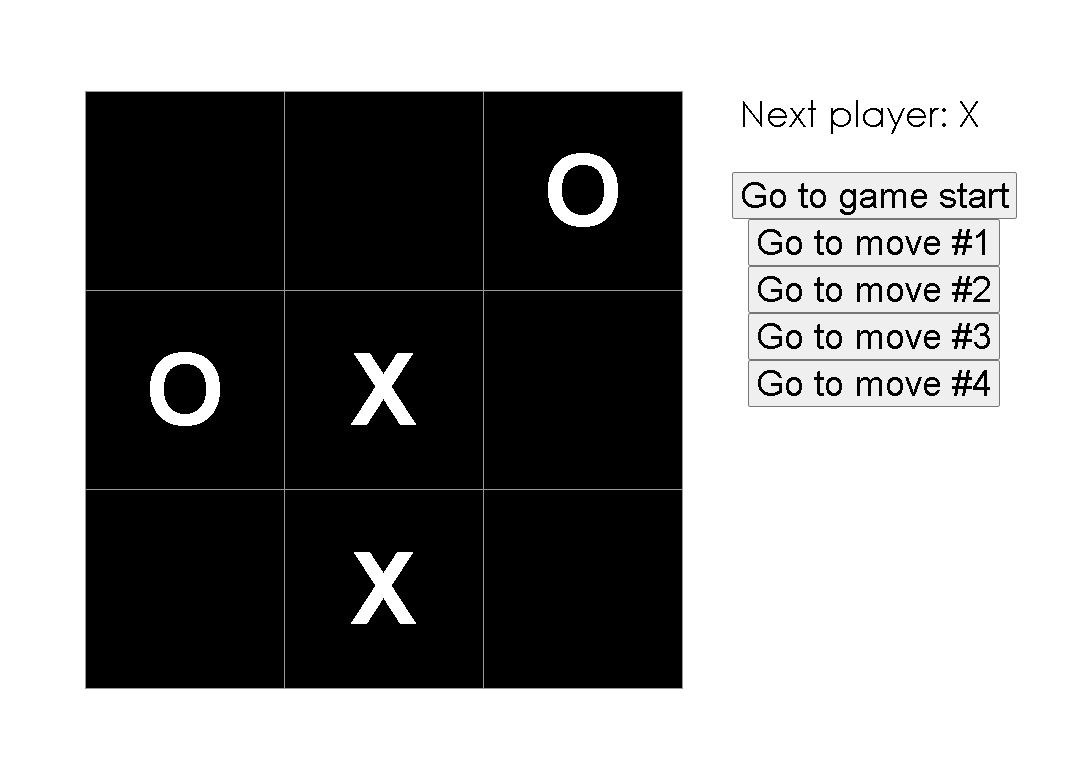 O
O X
X
Next player: X
Go to game start
Go to move #1
Go to move #2
Go to move #3
Go to move #4